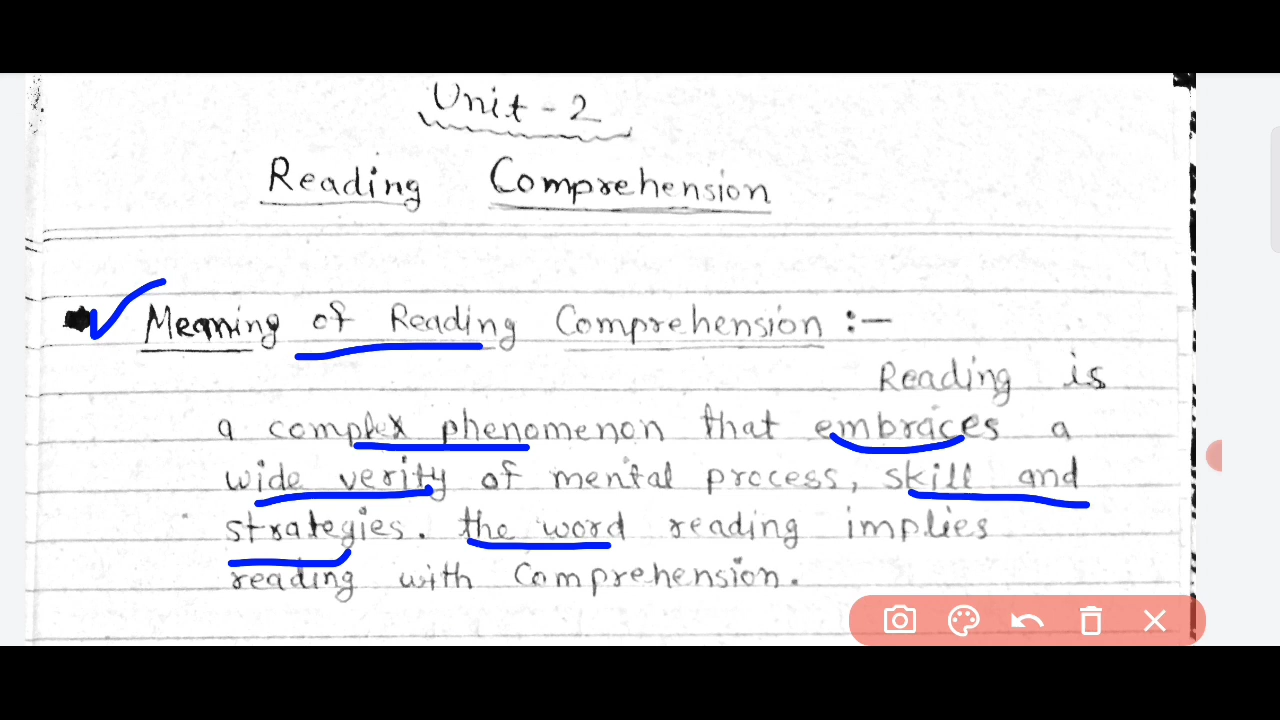 Unit - 2
Reading Comprehension
Meaning of Reading Comprehension :-
Reading is
a complex phenomenon that embraces a
wide verity of mental process, skill and
strategies. the word reading implies
reading with Comprehension.